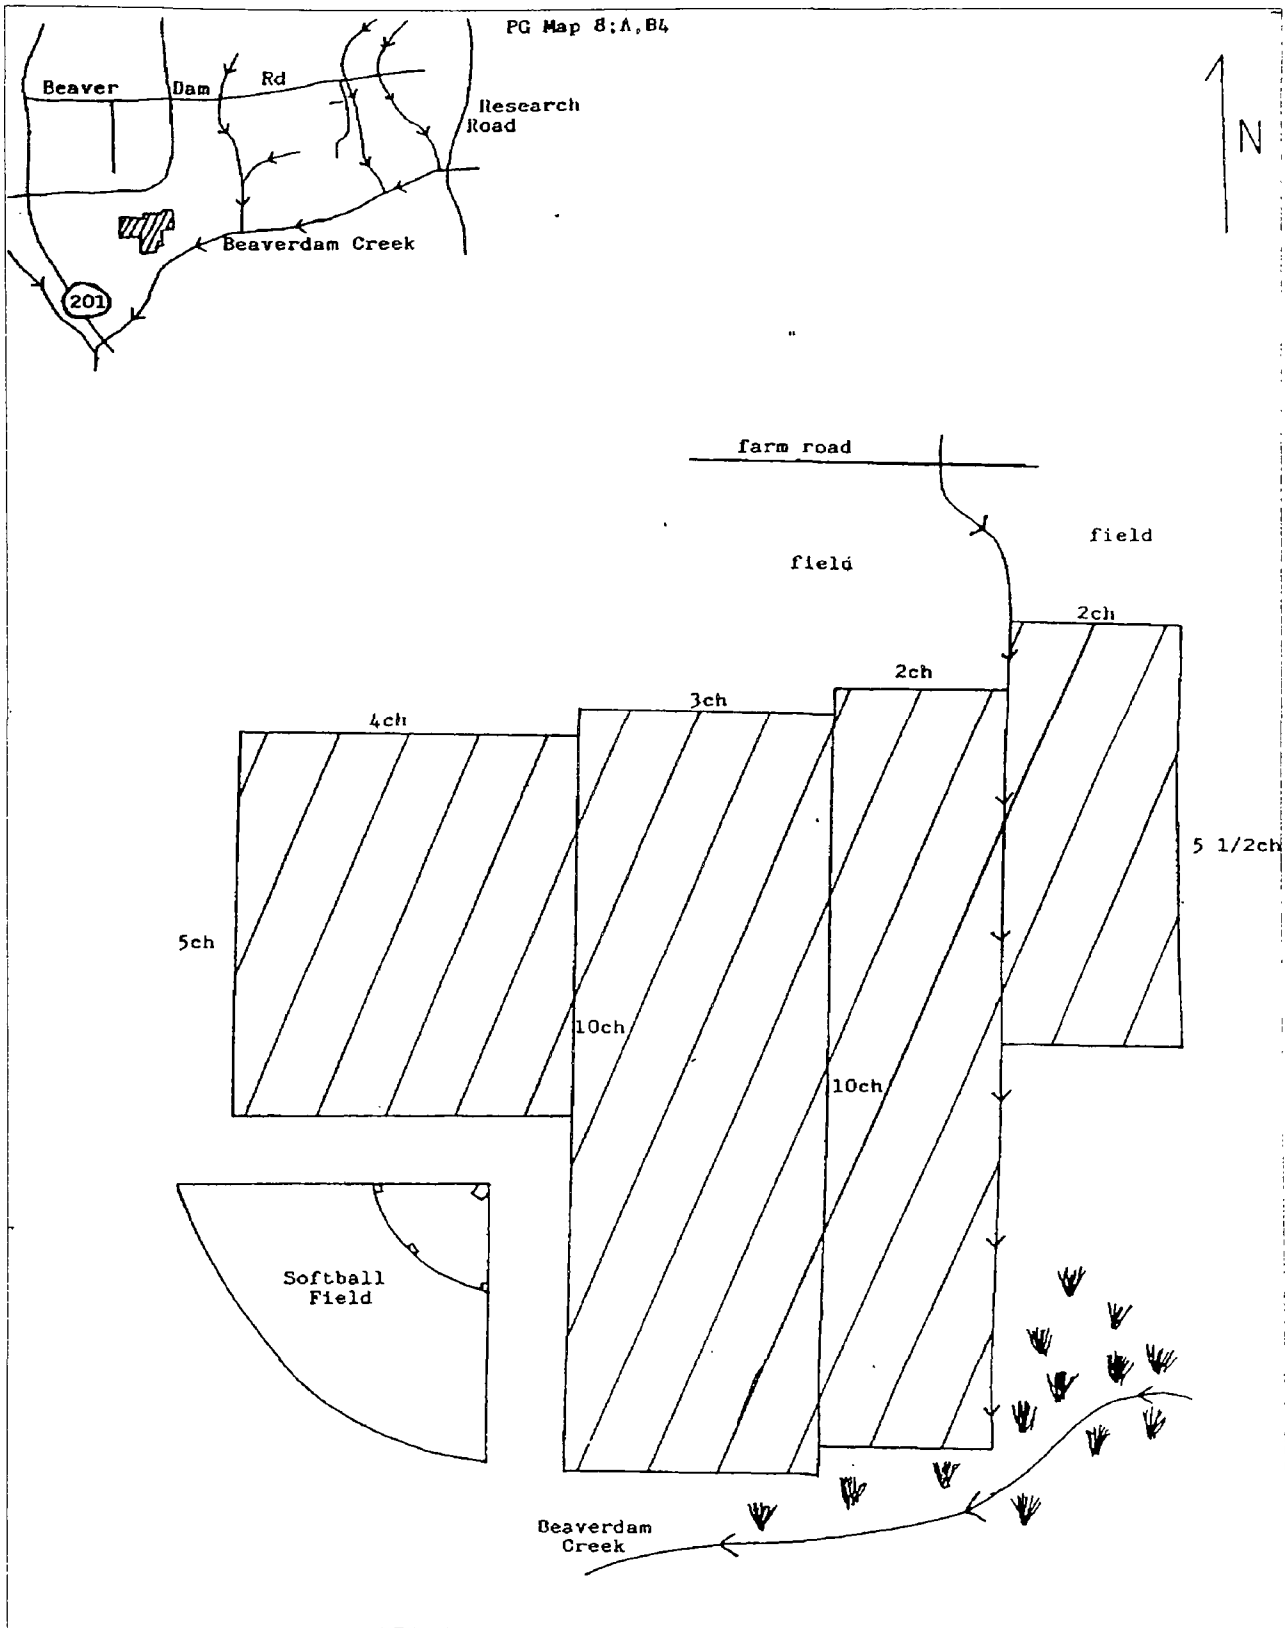 PG Map 8;A,B4
Beaver Dam Rd
Research
Road
N
Beaverdam Creek
201
farm road
field
field
2ch
2ch
3ch
4ch
5 1/2ch
5ch
10ch
10ch
Softball
Field
Beaverdam
Creek